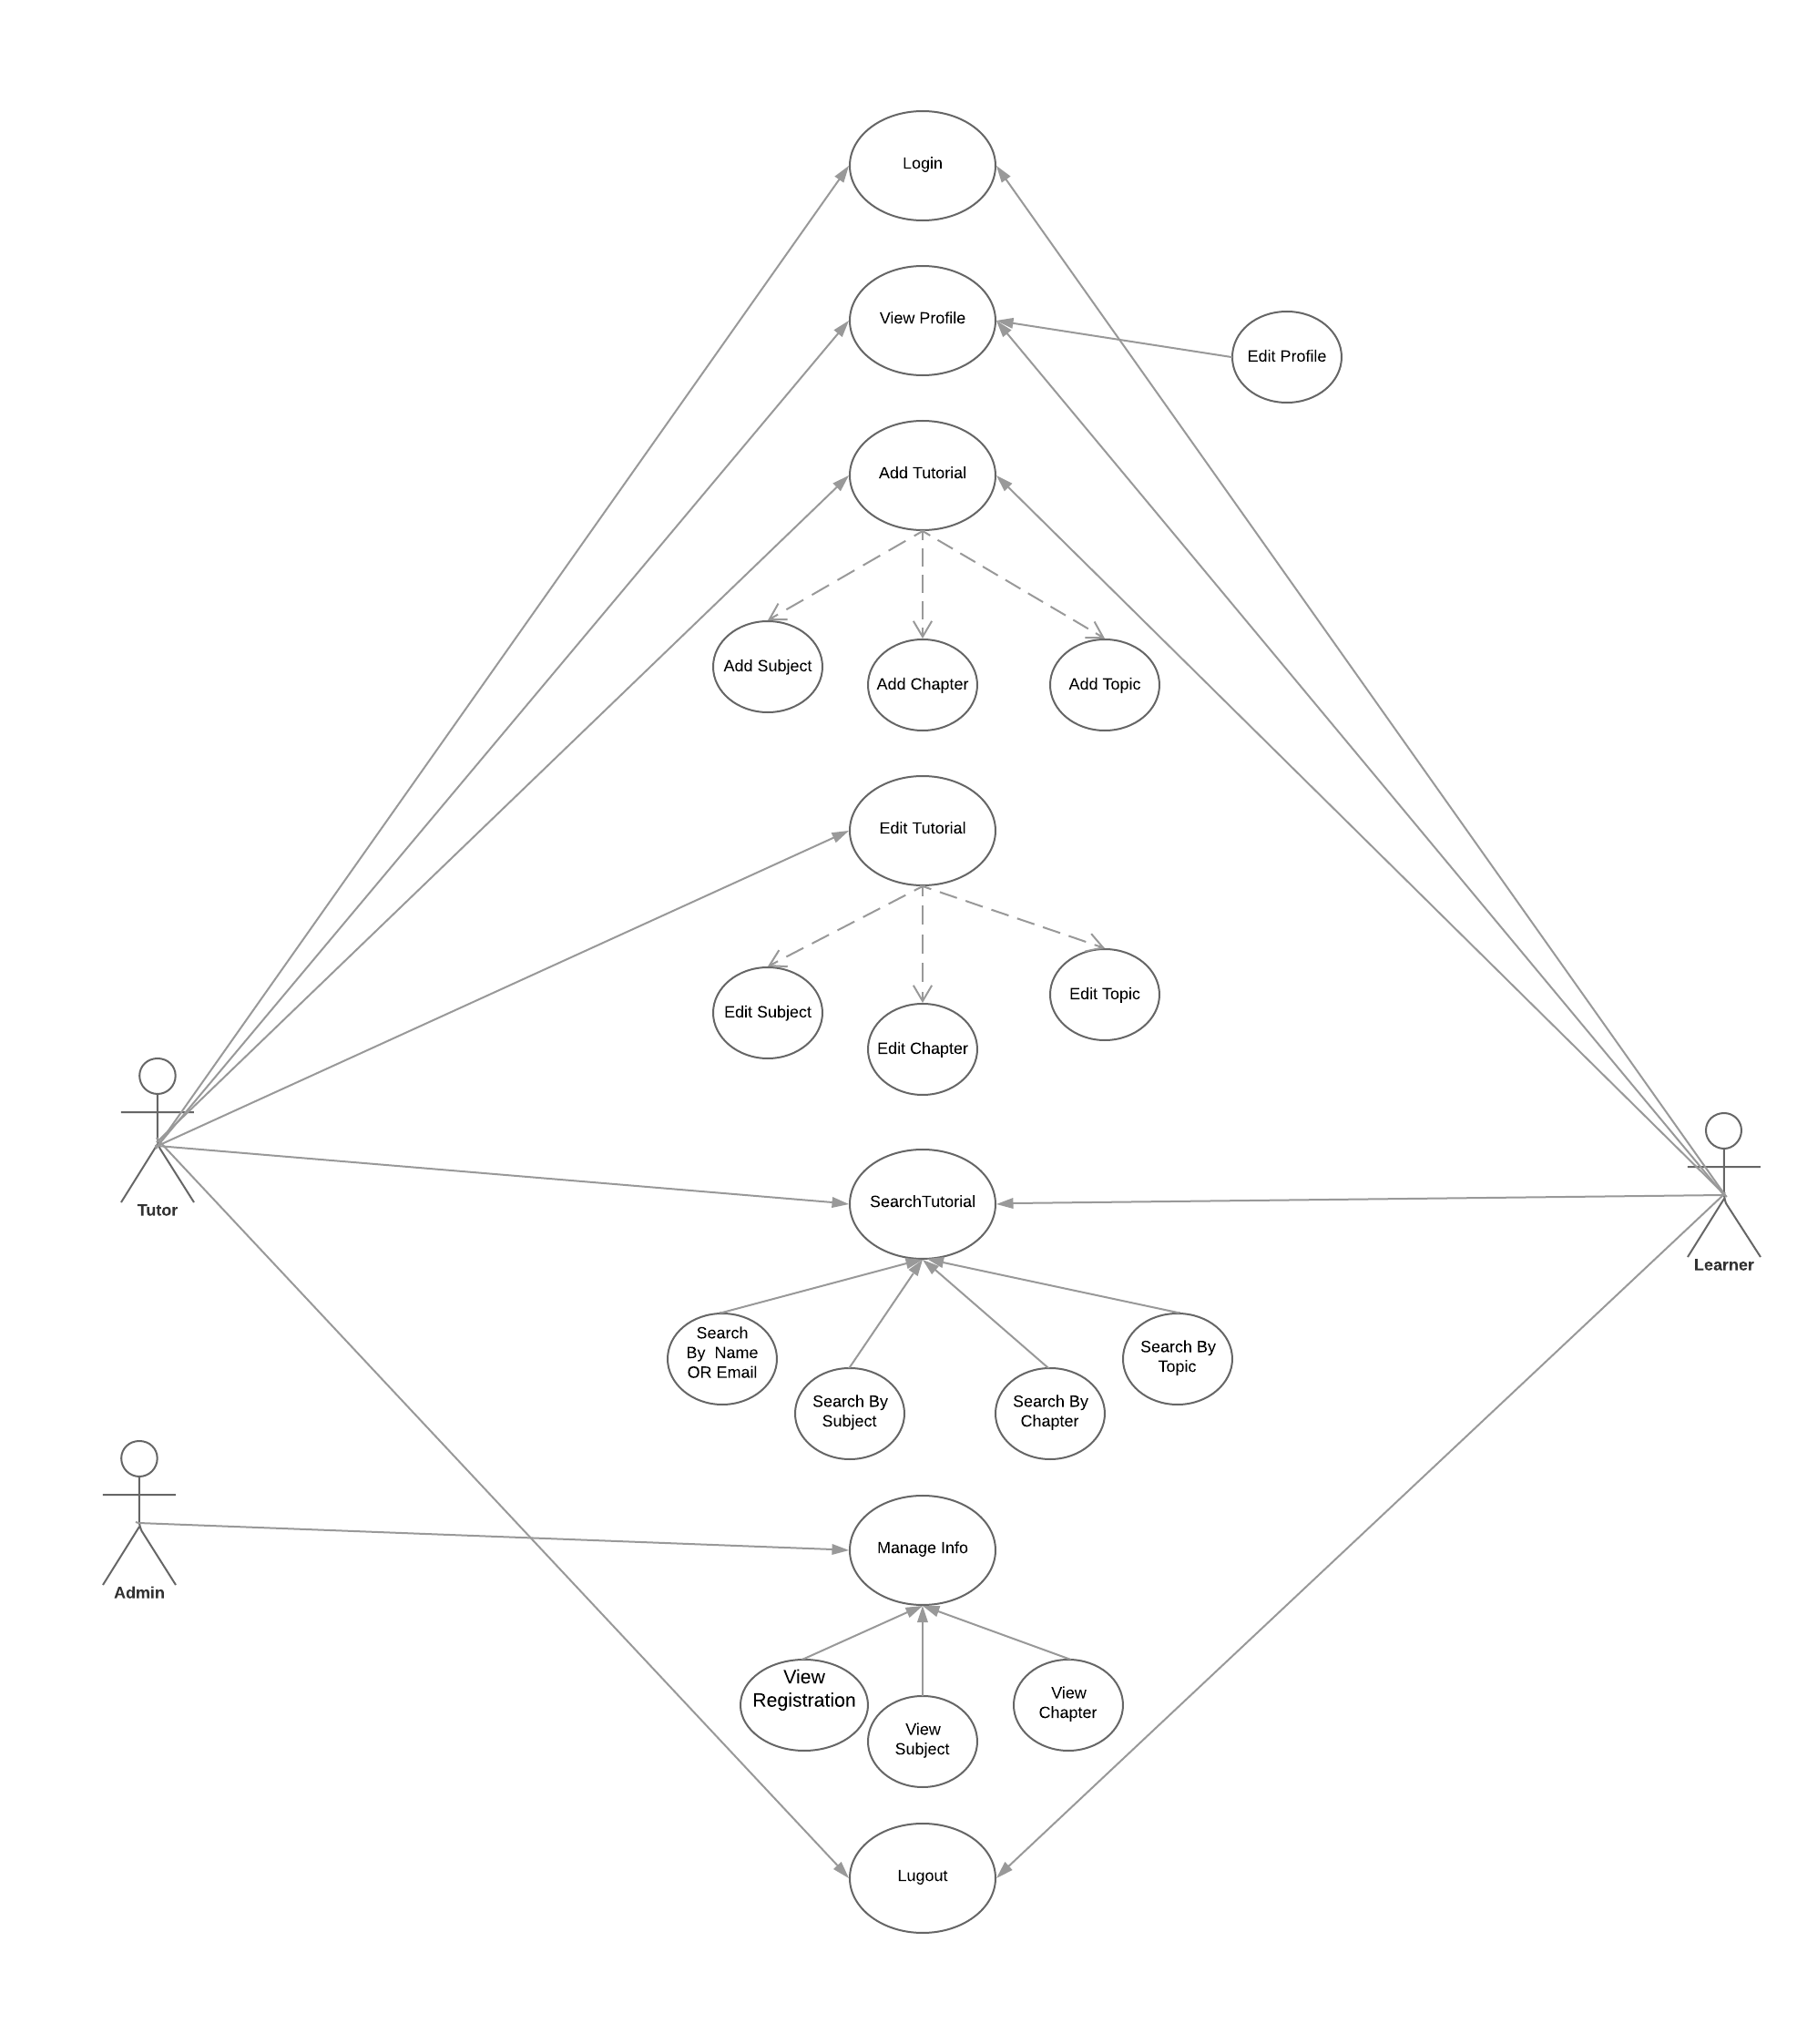 Login
View Profile
Edit Profile
Add Tutorial
Add Subject
Add Chapter
Add Topic
Edit Tutorial
Edit Subject
Edit Chapter
Edit Topic
Tutor
SearchTutorial
Learner
Search
By  Name
OR Email
Search By
Subject
Search By
Chapter
Search By
Topic
Admin
Manage Info
View
Registration
View
Subject
View
Chapter
Lugout